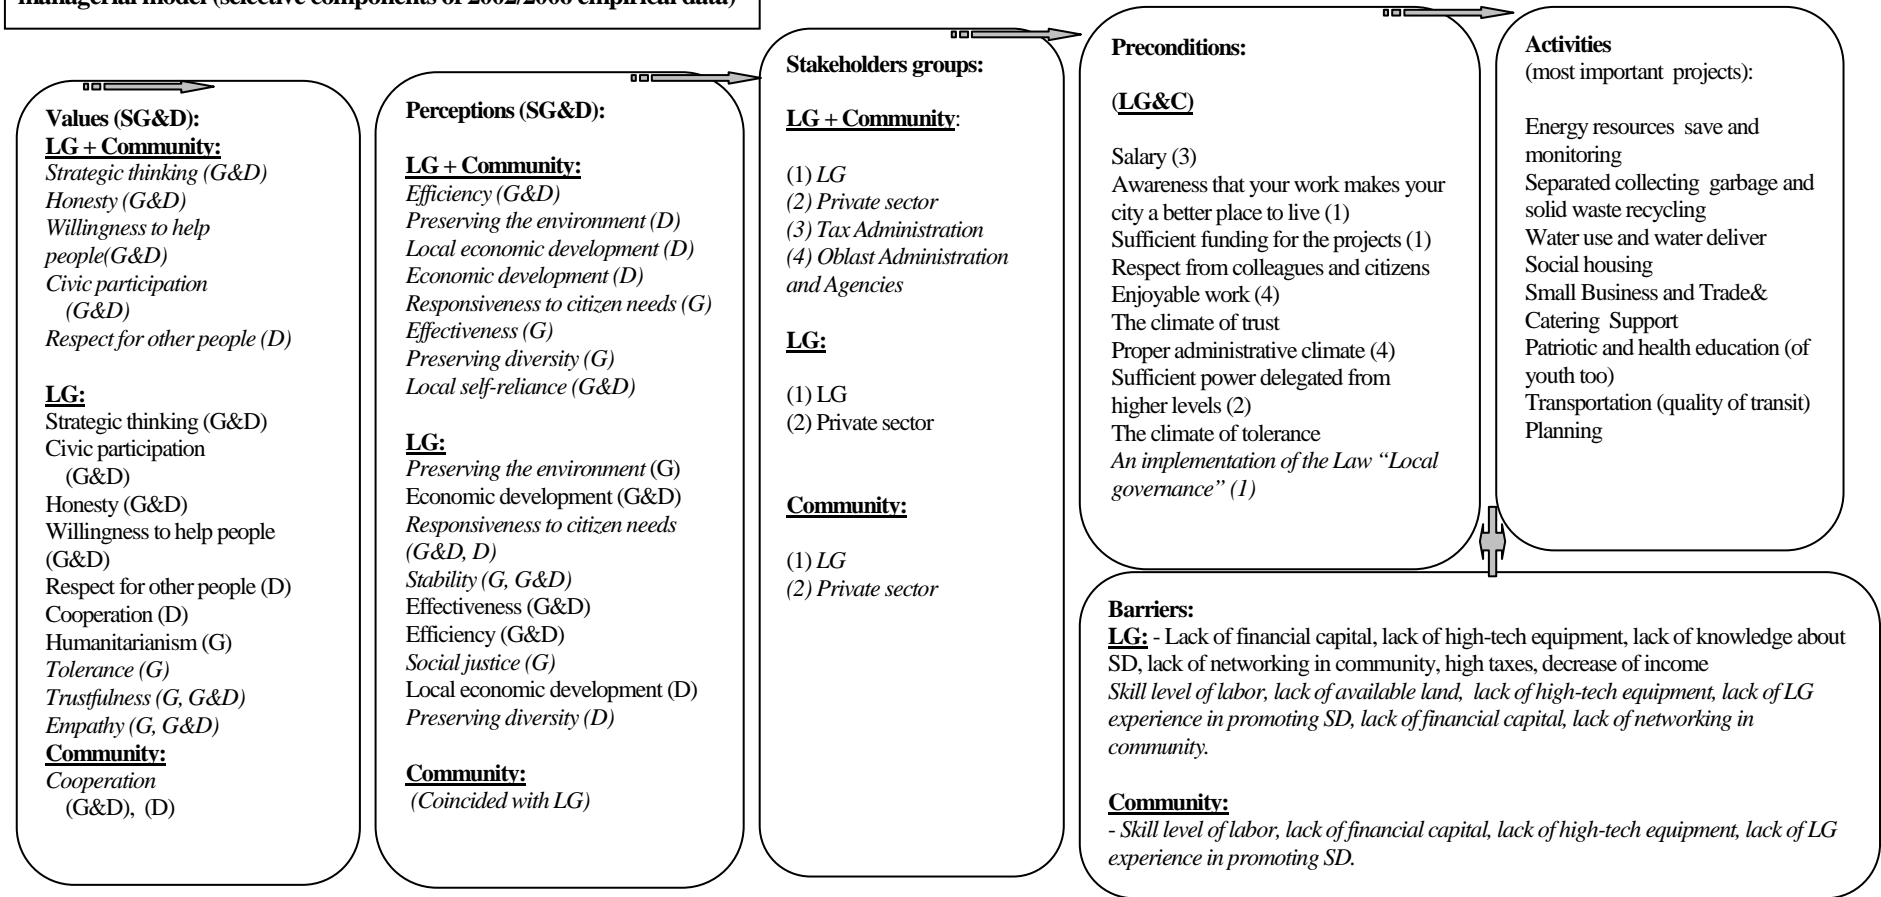 managerial model (selective components of 2002/2006 empirical data)
Values (SG&D):
LG + Community:
Strategic thinking (G&D)
Honesty (G&D)
Willingness to help
people(G&D)
Civic participation
(G&D)
Respect for other people (D)
LG:
Strategic thinking (G&D)
Civic participation
(G&D)
Honesty (G&D)
Willingness to help people
(G&D)
Respect for other people (D)
Cooperation (D)
Humanitarianism (G)
Tolerance (G)
Trustfulness (G, G&D)
Empathy (G, G&D)
Community:
Cooperation
(G&D), (D)
Perceptions (SG&D):
LG + Community:
Efficiency (G&D)
Preserving the environment (D)
Local economic development (D)
Economic development (D)
Responsiveness to citizen needs (G)
Effectiveness (G)
Preserving diversity (G)
Local self-reliance (G&D)
LG:
Preserving the environment (G)
Economic development (G&D)
Responsiveness to citizen needs
(G&D, D)
Stability (G, G&D)
Effectiveness (G&D)
Efficiency (G&D)
Social justice (G)
Local economic development (D)
Preserving diversity (D)
Community:
(Coincided with LG)
Stakeholders groups:
LG + Community:
(1) LG
(2) Private sector
(3) Tax Administration
(4) Oblast Administration
and Agencies
LG:
(1) LG
(2) Private sector
Community:
(1) LG
(2) Private sector
Preconditions:
(LG&C)
Salary (3)
Awareness that your work makes your
city a better place to live (1)
Sufficient funding for the projects (1)
Respect from colleagues and citizens
Enjoyable work (4)
The climate of trust
Proper administrative climate (4)
Sufficient power delegated from
higher levels (2)
The climate of tolerance
An implementation of the Law “Local
governance” (1)
Activities
(most important projects):
Energy resources save and
monitoring
Separated collecting garbage and
solid waste recycling
Water use and water deliver
Social housing
Small Business and Trade&
Catering Support
Patriotic and health education (of
youth too)
Transportation (quality of transit)
Planning
Barriers:
LG: - Lack of financial capital, lack of high-tech equipment, lack of knowledge about
SD, lack of networking in community, high taxes, decrease of income
Skill level of labor, lack of available land, lack of high-tech equipment, lack of LG
experience in promoting SD, lack of financial capital, lack of networking in
community.
Community:
- Skill level of labor, lack of financial capital, lack of high-tech equipment, lack of LG
experience in promoting SD.